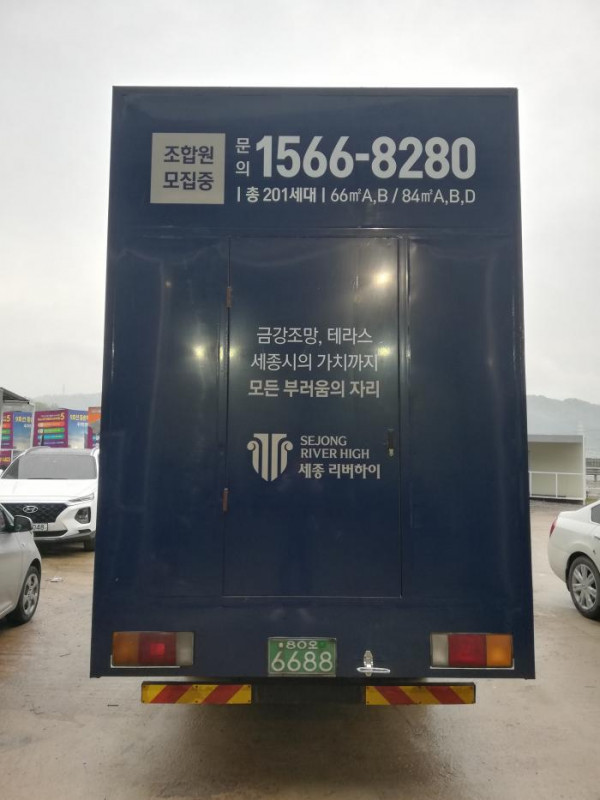 조합원
모집중
문의 1566-8280
| 총 201세대 | 66㎡A,B / 84㎡A,B,D
금강조망, 테라스
세종시의 가치까지
모든 부러움의 자리
SEJONG
RIVER HIGH
세종 리버하이
80오
6688